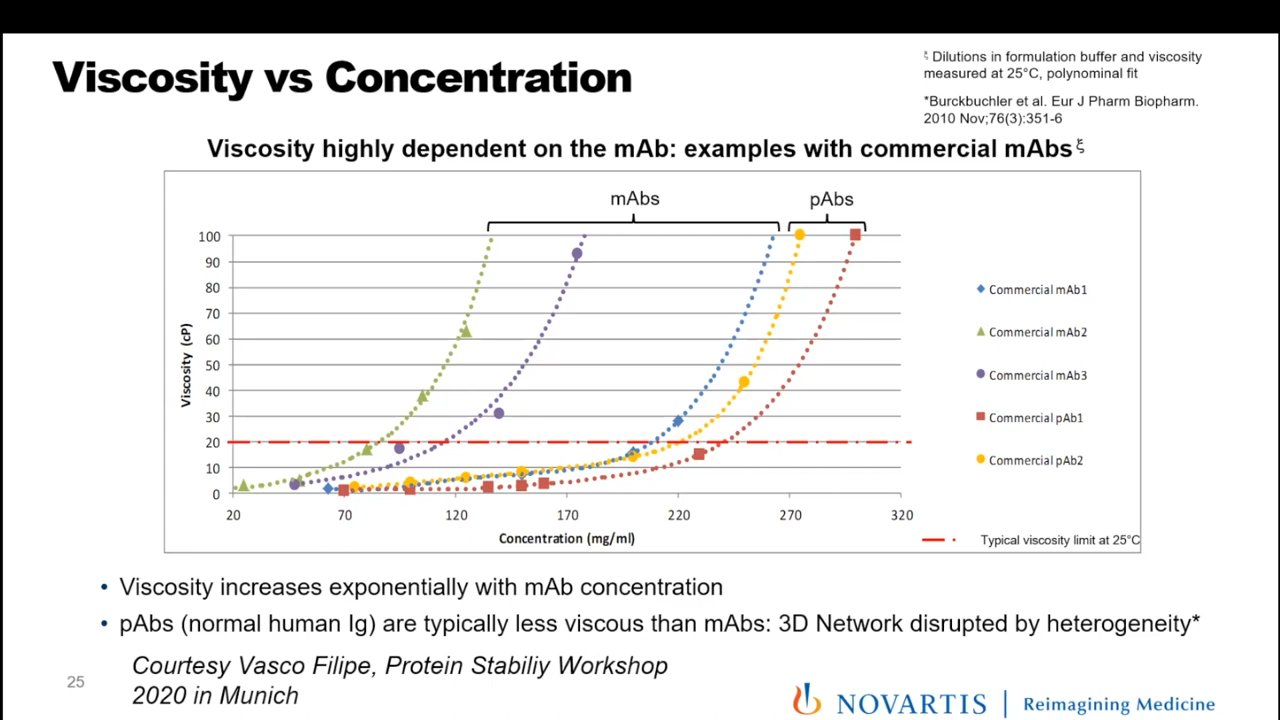 Viscosity vs Concentration
ξ Dilutions in formulation buffer and viscosity
measured at 25°C, polynominal fit
*Burckbuchler et al. Eur J Pharm Biopharm.
2010 Nov;76(3):351-6
Viscosity highly dependent on the mAb: examples with commercial mAbs ξ
mAbs
pAbs
100
90
80
70
60
50
40
30
20
10
0
Viscosity (cP)
20 70 120 170 220 270 320
Concentration (mg/ml)
Commercial mAb1
Commercial mAb2
Commercial mAb3
Commercial pAb1
Commercial pAb2
Typical viscosity limit at 25°C
• Viscosity increases exponentially with mAb concentration
• pAbs (normal human Ig) are typically less viscous than mAbs: 3D Network disrupted by heterogeneity*
Courtesy Vasco Filipe, Protein Stabiliy Workshop
2020 in Munich
25
NOVARTIS | Reimagining Medicine